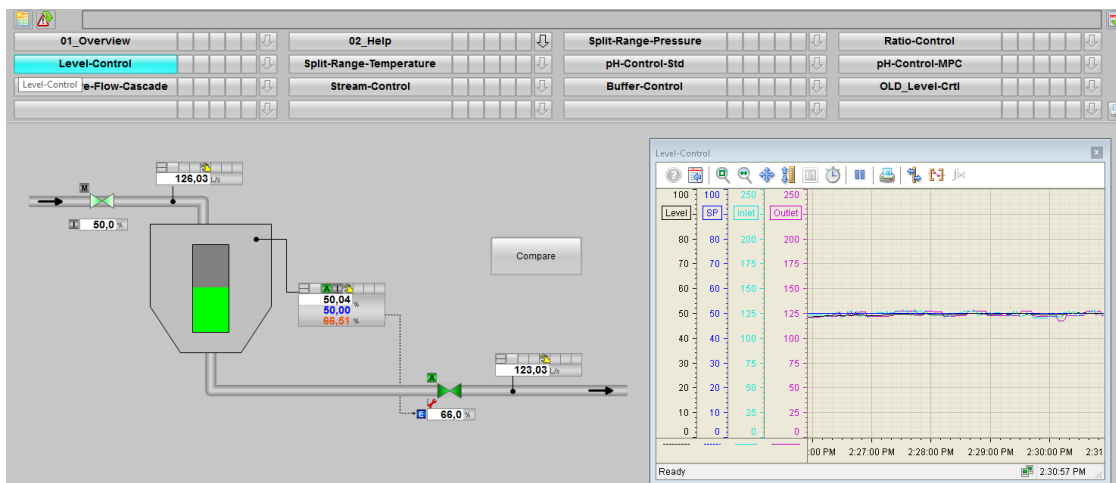 01_Overview
02_Help
Split-Range-Pressure
Ratio-Control
Level-Control
Split-Range-Temperature
pH-Control-Std
pH-Control-MPC
Level-Control
e-Flow-Cascade
Stream-Control
Buffer-Control
OLD_Level-Crtl
126,03 L/s
M
I 50,0 %
A I
50,04 %
50,00
66,51 %
Compare
123,03 L/s
A
E 66,0 %
Level-Control
100 100 250 250
Level SP Inlet Outlet
80 80 200 200
70 70 175 175
60 60 150 150
50 50 125 125
40 40 100 100
30 30 75 75
20 20 50 50
10 10 25 25
0 0 0 0
:00 PM 2:27:00 PM 2:28:00 PM 2:29:00 PM 2:30:00 PM 2:31
Ready
2:30:57 PM